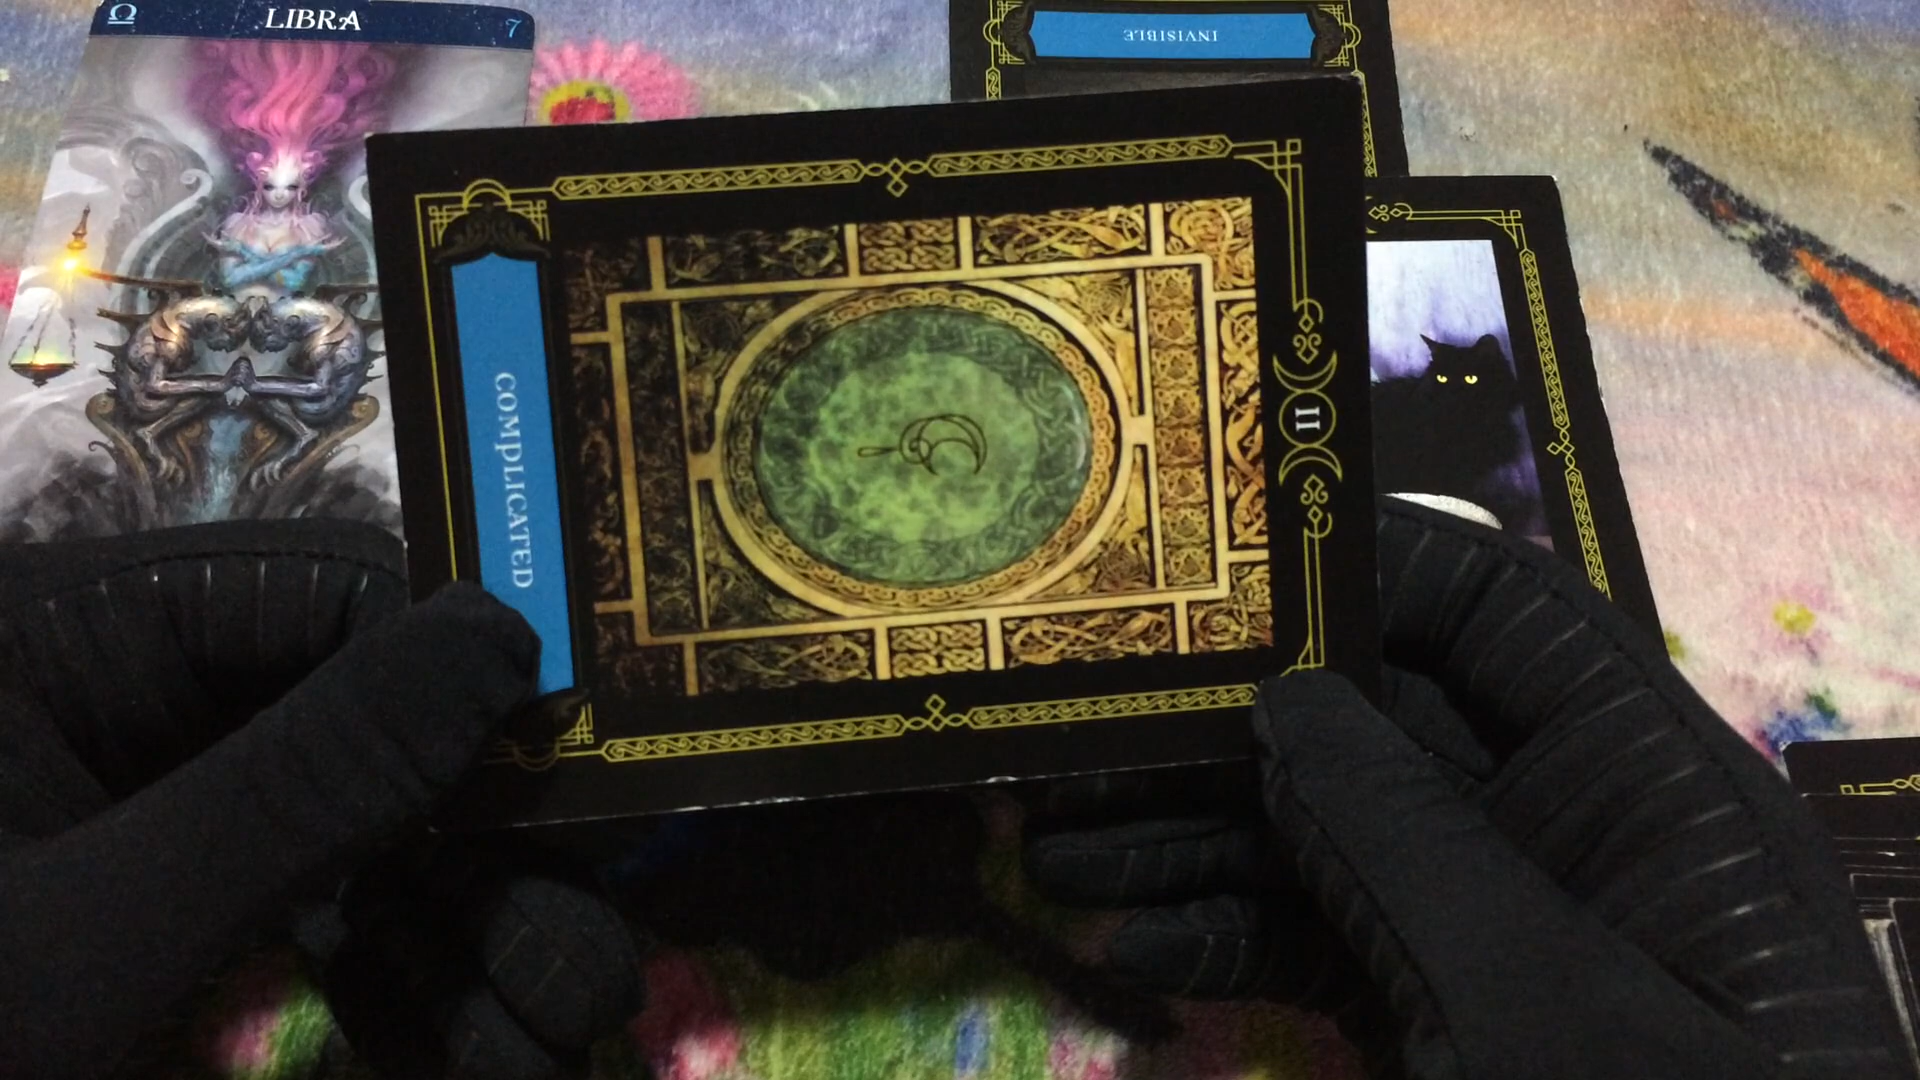 ♎ LIBRA 7
INVISIBLE
COMPLICATED
II